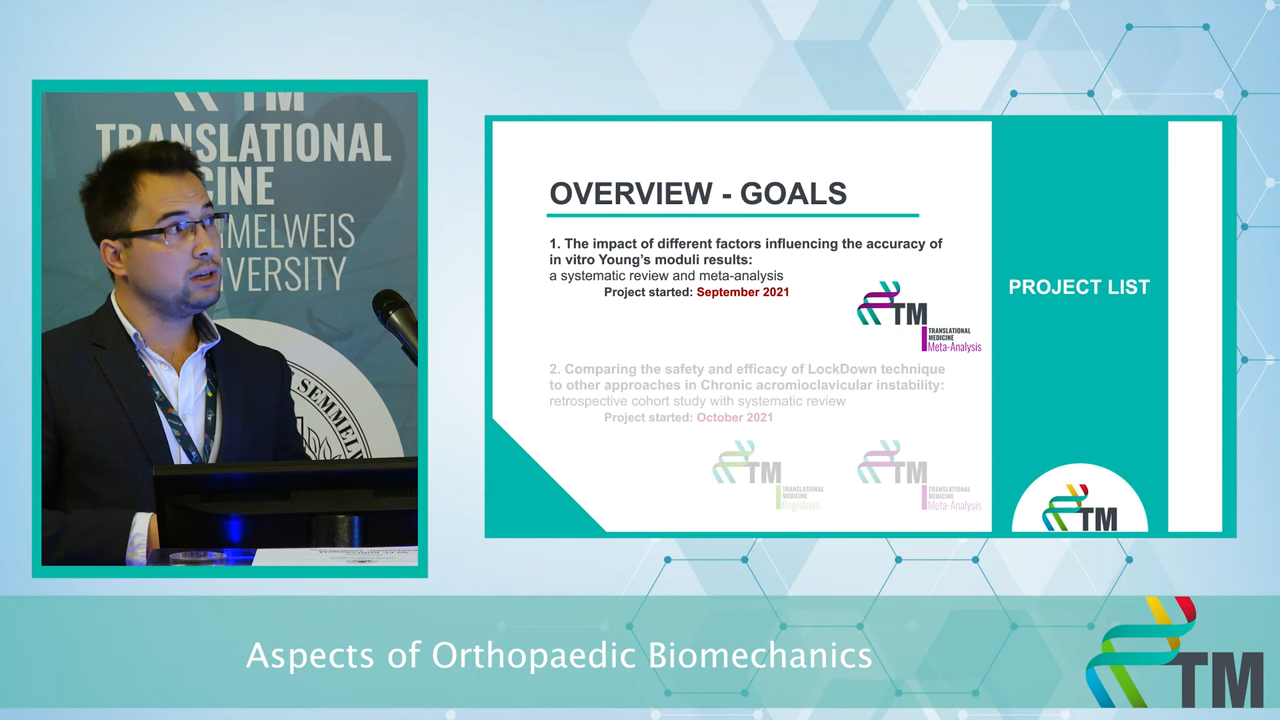 TM
TRANSLATIONAL
CINE
MMELWEIS
VERSITY
SEMMELW
OVERVIEW - GOALS
1. The impact of different factors influencing the accuracy of
in vitro Young's moduli results:
a systematic review and meta-analysis
Project started: September 2021
TM
TRANSLATIONAL
MEDICINE
Meta-Analysis
2. Comparing the safety and efficacy of LockDown technique
to other approaches in Chronic acromioclavicular instability:
retrospective cohort study with systematic review
Project started: October 2021
TM
TRANSLATIONAL
MEDICINE
Registries
TM
TRANSLATIONAL
MEDICINE
Meta-Analysis
PROJECT LIST
TM
Aspects of Orthopaedic Biomechanics
TM